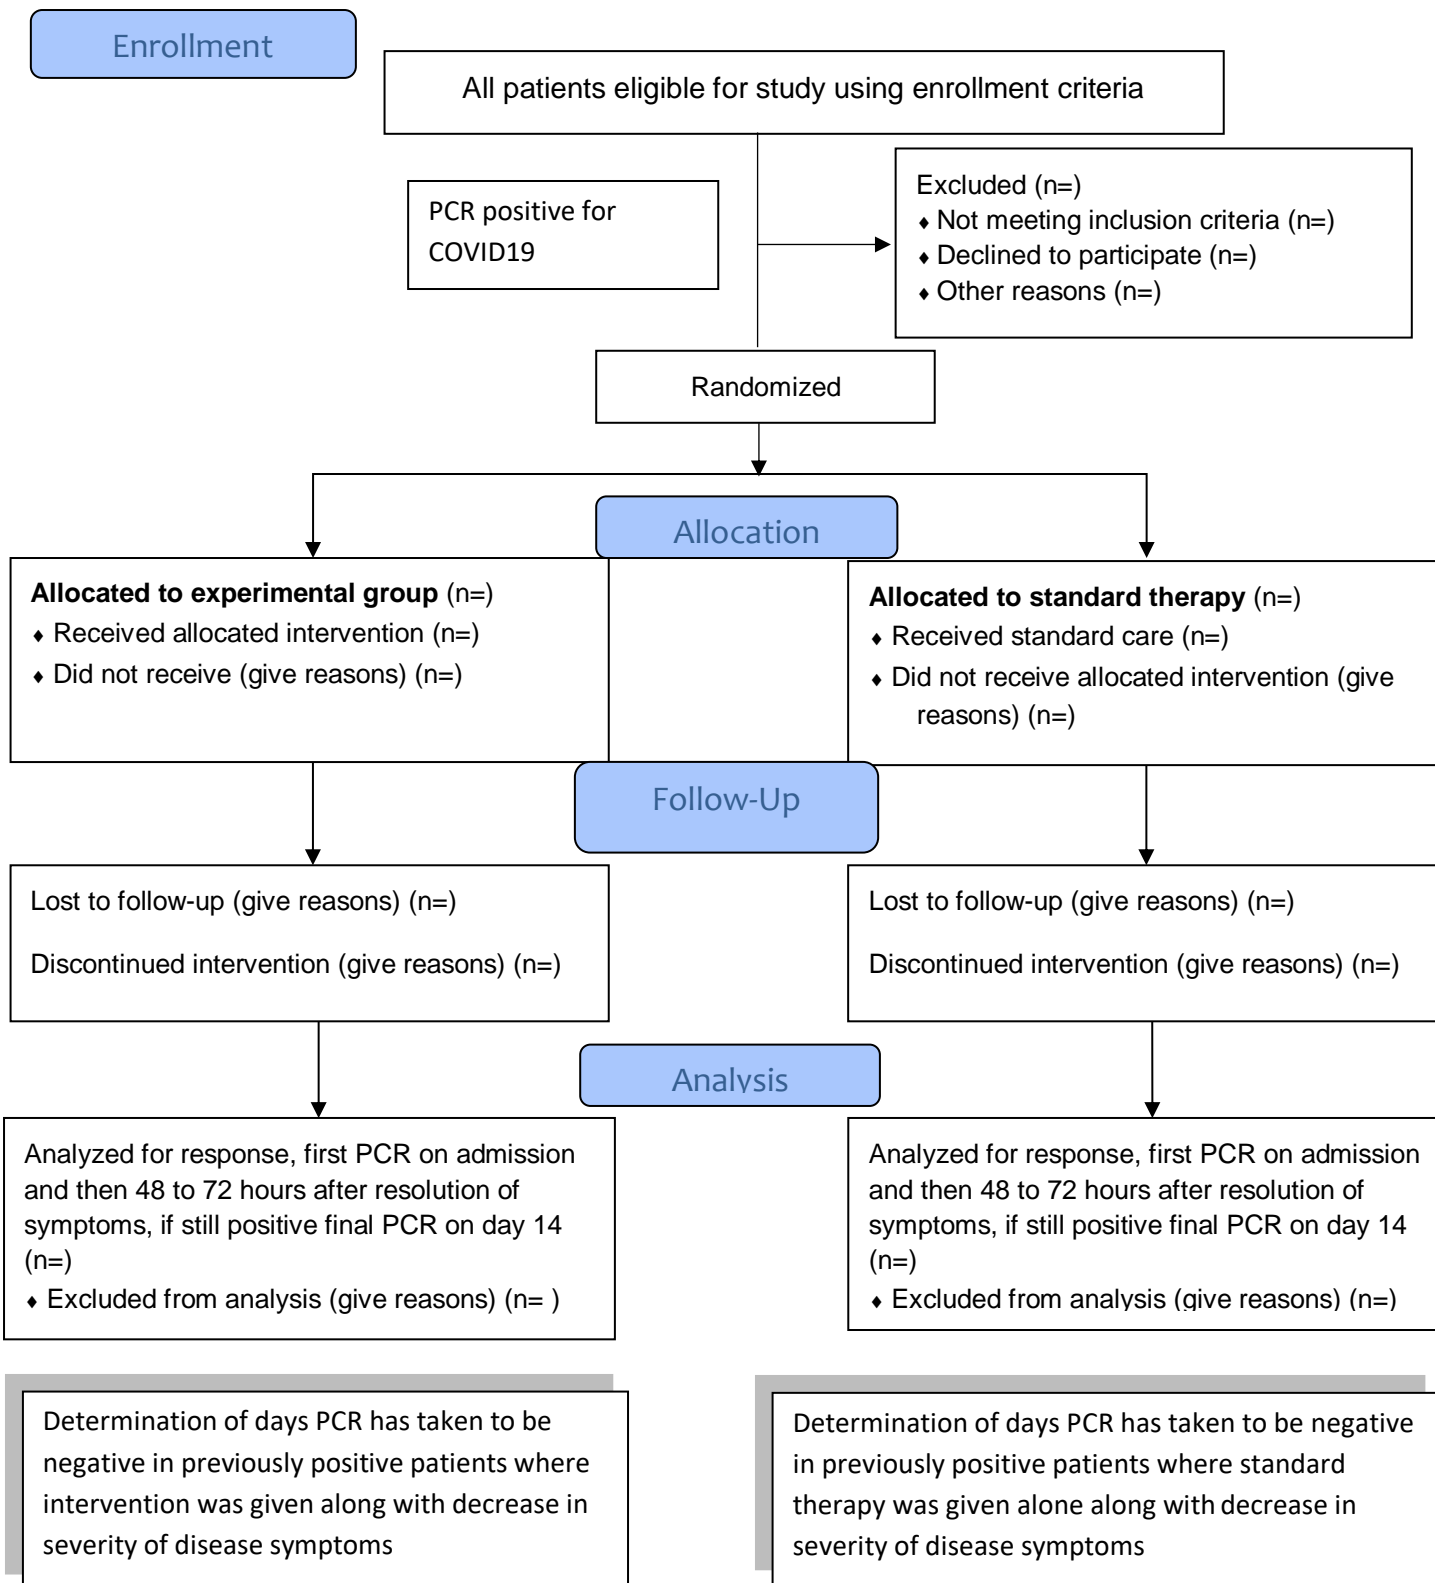 Enrollment
All patients eligible for study using enrollment criteria
PCR positive for
COVID19
Excluded (n=)
♦ Not meeting inclusion criteria (n=)
♦ Declined to participate (n=)
♦ Other reasons (n=)
Randomized
Allocation
Allocated to experimental group (n=)
♦ Received allocated intervention (n=)
♦ Did not receive (give reasons) (n=)
Allocated to standard therapy (n=)
♦ Received standard care (n=)
♦ Did not receive allocated intervention (give
reasons) (n=)
Follow-Up
Lost to follow-up (give reasons) (n=)
Discontinued intervention (give reasons) (n=)
Lost to follow-up (give reasons) (n=)
Discontinued intervention (give reasons) (n=)
Analysis
Analyzed for response, first PCR on admission
and then 48 to 72 hours after resolution of
symptoms, if still positive final PCR on day 14
(n=)
♦ Excluded from analysis (give reasons) (n= )
Analyzed for response, first PCR on admission
and then 48 to 72 hours after resolution of
symptoms, if still positive final PCR on day 14
(n=)
♦ Excluded from analysis (give reasons) (n=)
Determination of days PCR has taken to be
negative in previously positive patients where
intervention was given along with decrease in
severity of disease symptoms
Determination of days PCR has taken to be negative
in previously positive patients where standard
therapy was given alone along with decrease in
severity of disease symptoms